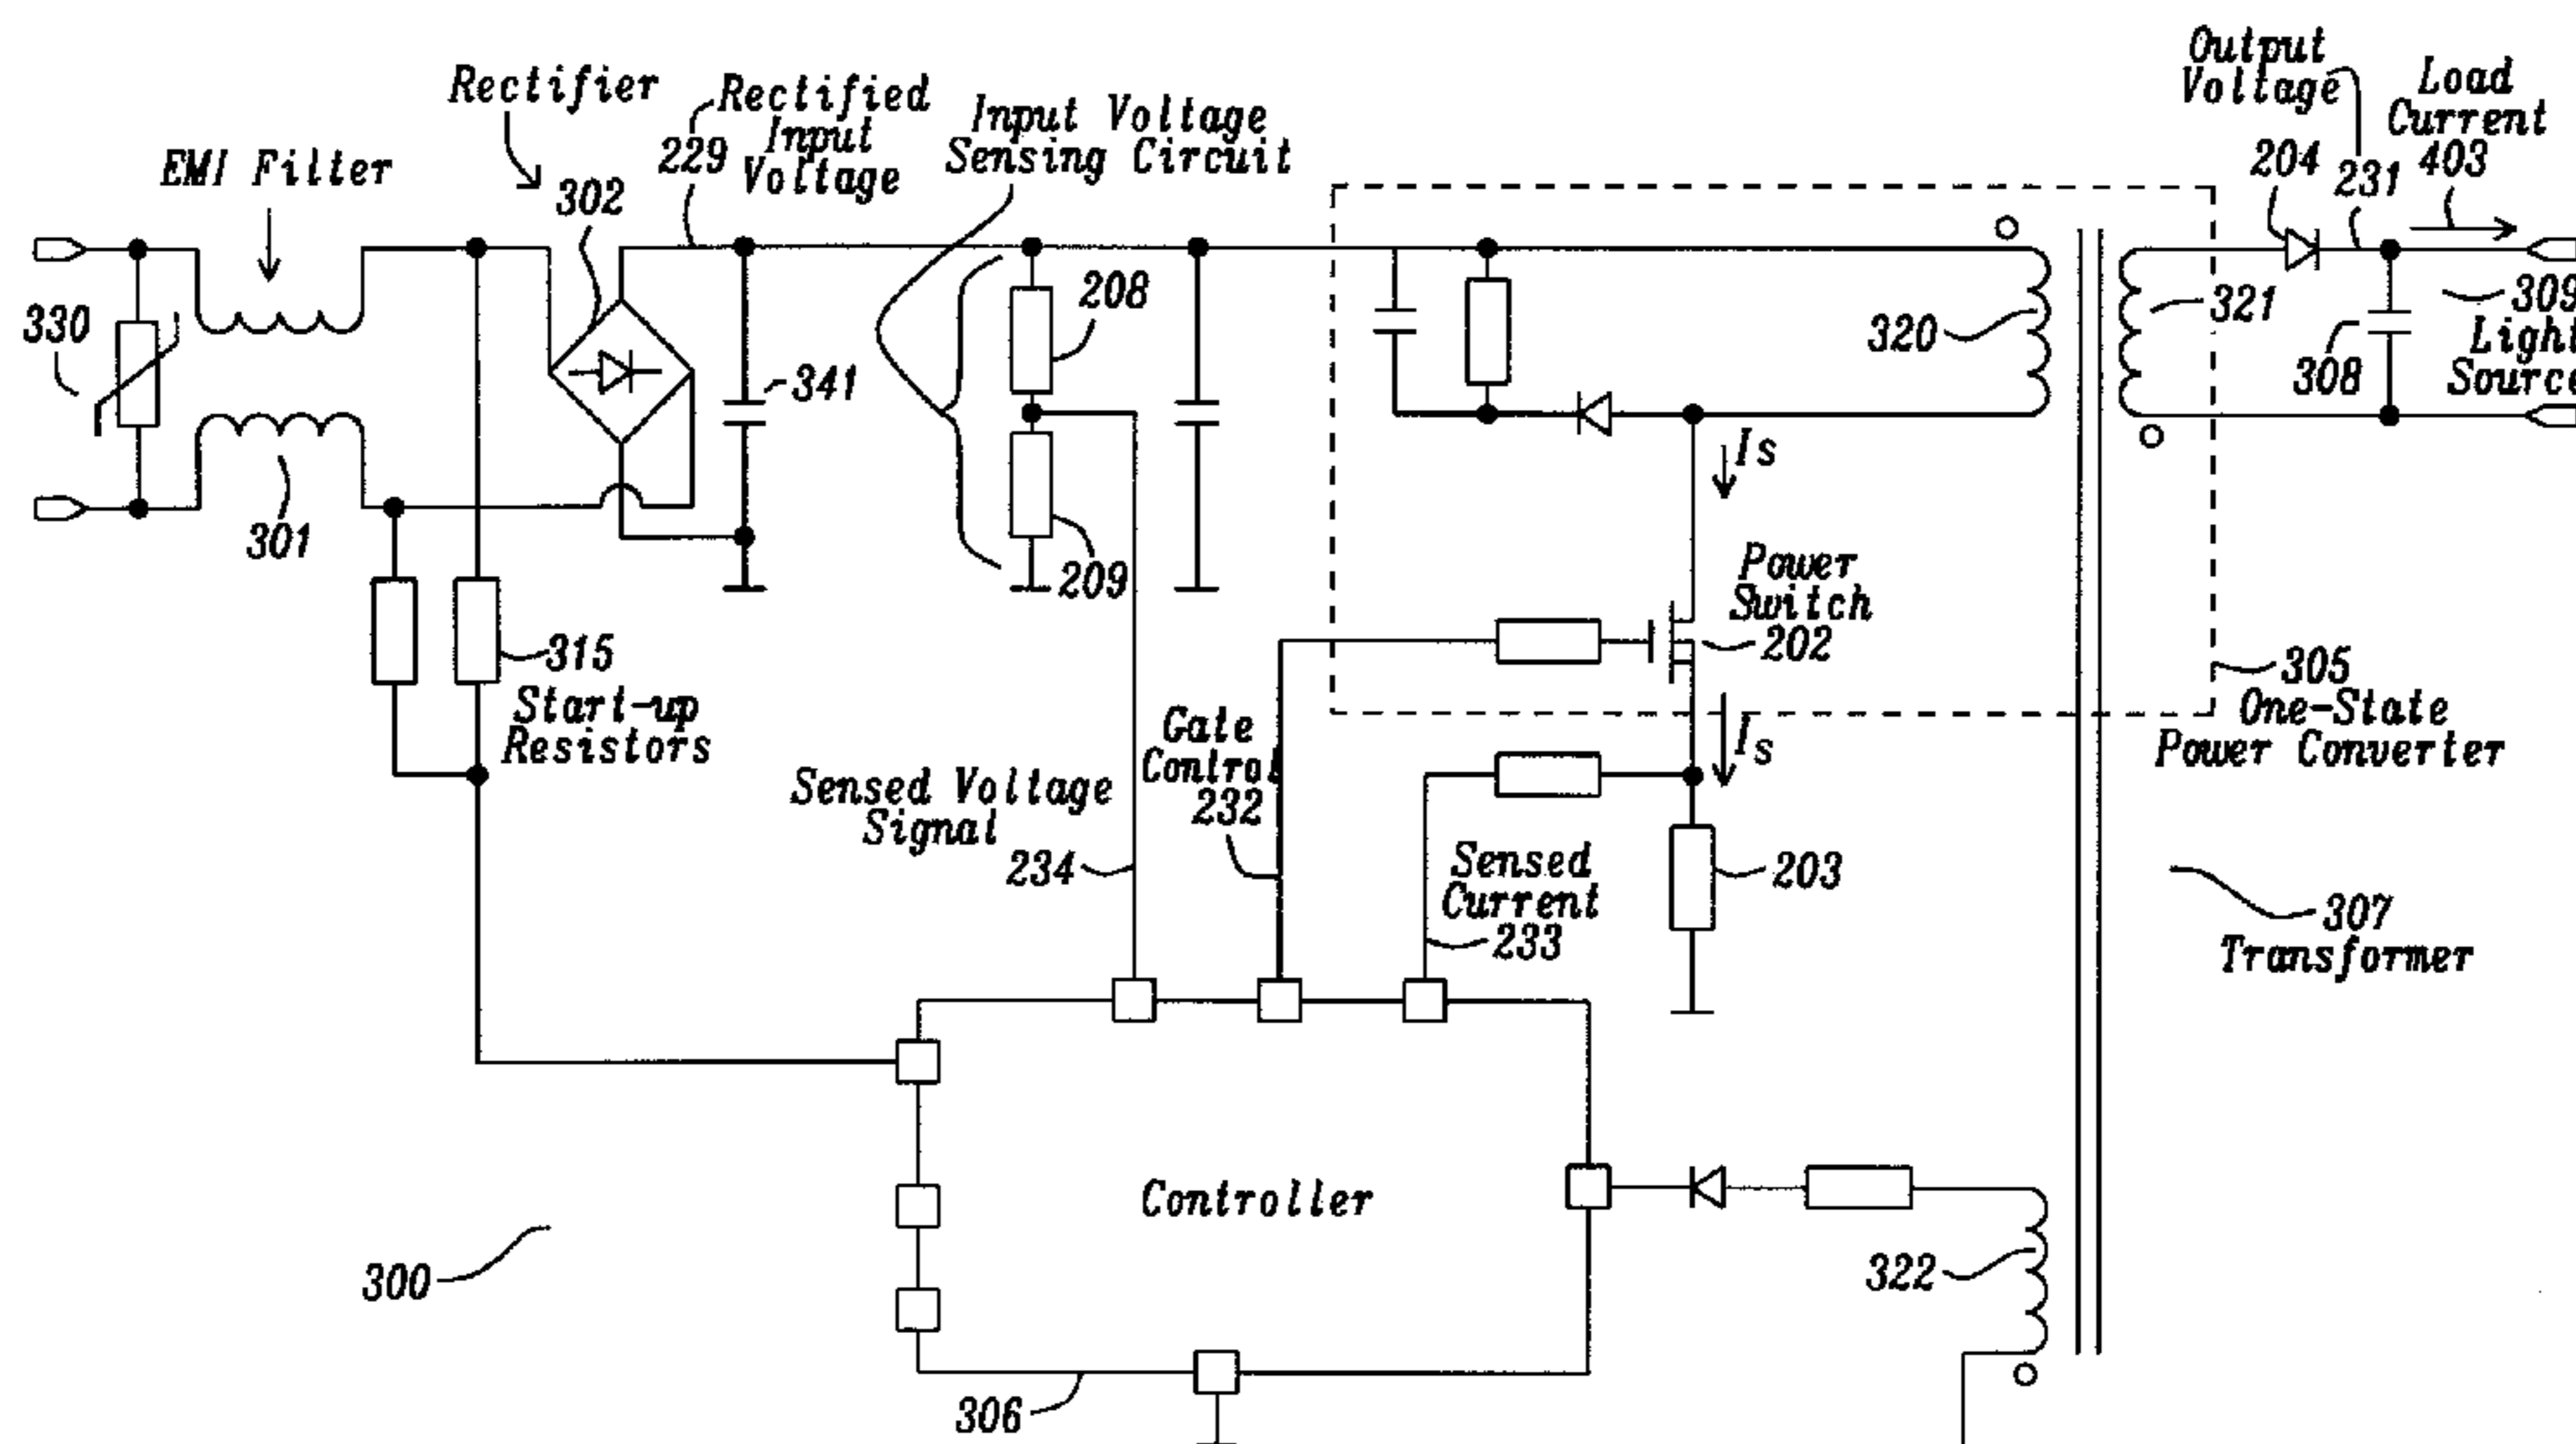 EMI Filter
330
301
Rectifier
302
Rectified
229 Input
Voltage
341
Input Voltage
Sensing Circuit
208
209
315
Start-up
Resistors
Sensed Voltage
Signal
234
Gate
Control
232
Sensed
Current
233
203
Is
Power
Switch
202
Is
320
321
Output
Voltage
204
231
Load
Current
403
308
309
Light
Source
305
One-State
Power Converter
307
Transformer
322
Controller
306
300